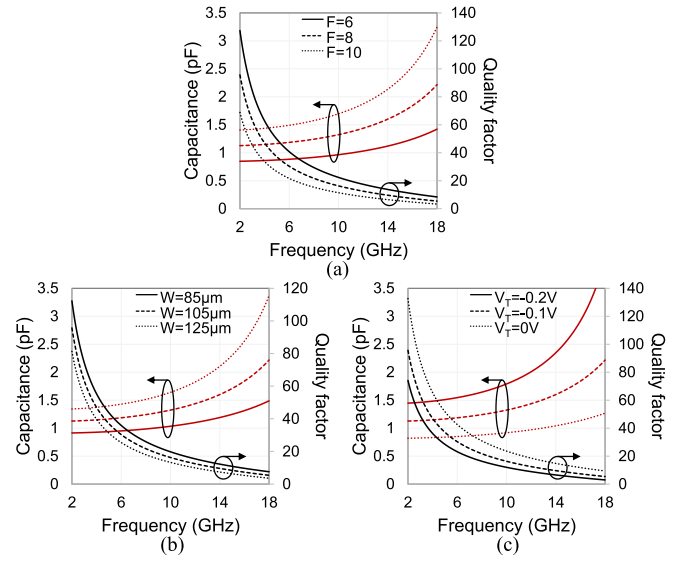 3.5
3
2.5
2
1.5
1
0.5
0
Capacitance (pF)
F=6
F=8
F=10
140
120
100
80
60
40
20
0
Quality factor
2 6 10 14 18
Frequency (GHz)
(a)
3.5
3
2.5
2
1.5
1
0.5
0
Capacitance (pF)
W=85μm
W=105μm
W=125μm
120
100
80
60
40
20
0
Quality factor
2 6 10 14 18
Frequency (GHz)
(b)
3.5
3
2.5
2
1.5
1
0.5
0
Capacitance (pF)
V_T=-0.2V
V_T=-0.1V
V_T=0V
140
120
100
80
60
40
20
0
Quality factor
2 6 10 14 18
Frequency (GHz)
(c)